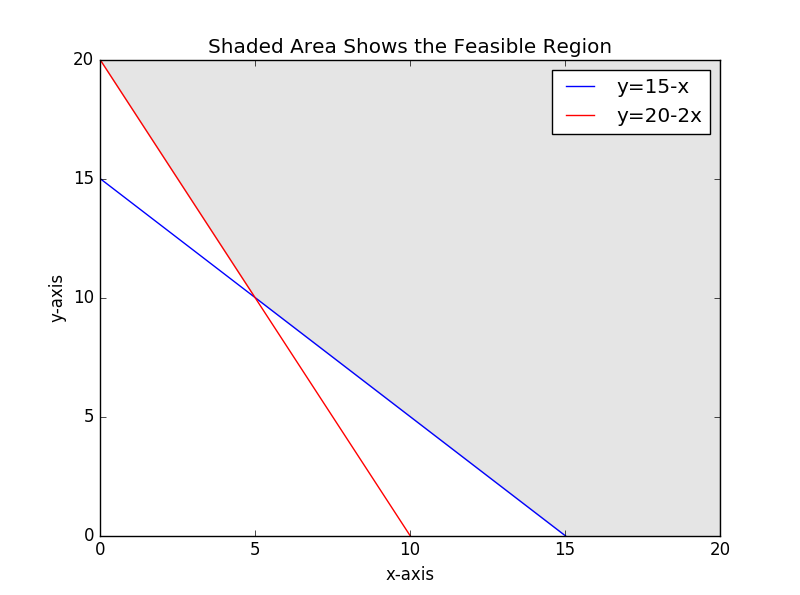 Shaded Area Shows the Feasible Region
y=15-x
y=20-2x
20
15
10
5
0
y-axis
0 5 10 15 20
x-axis